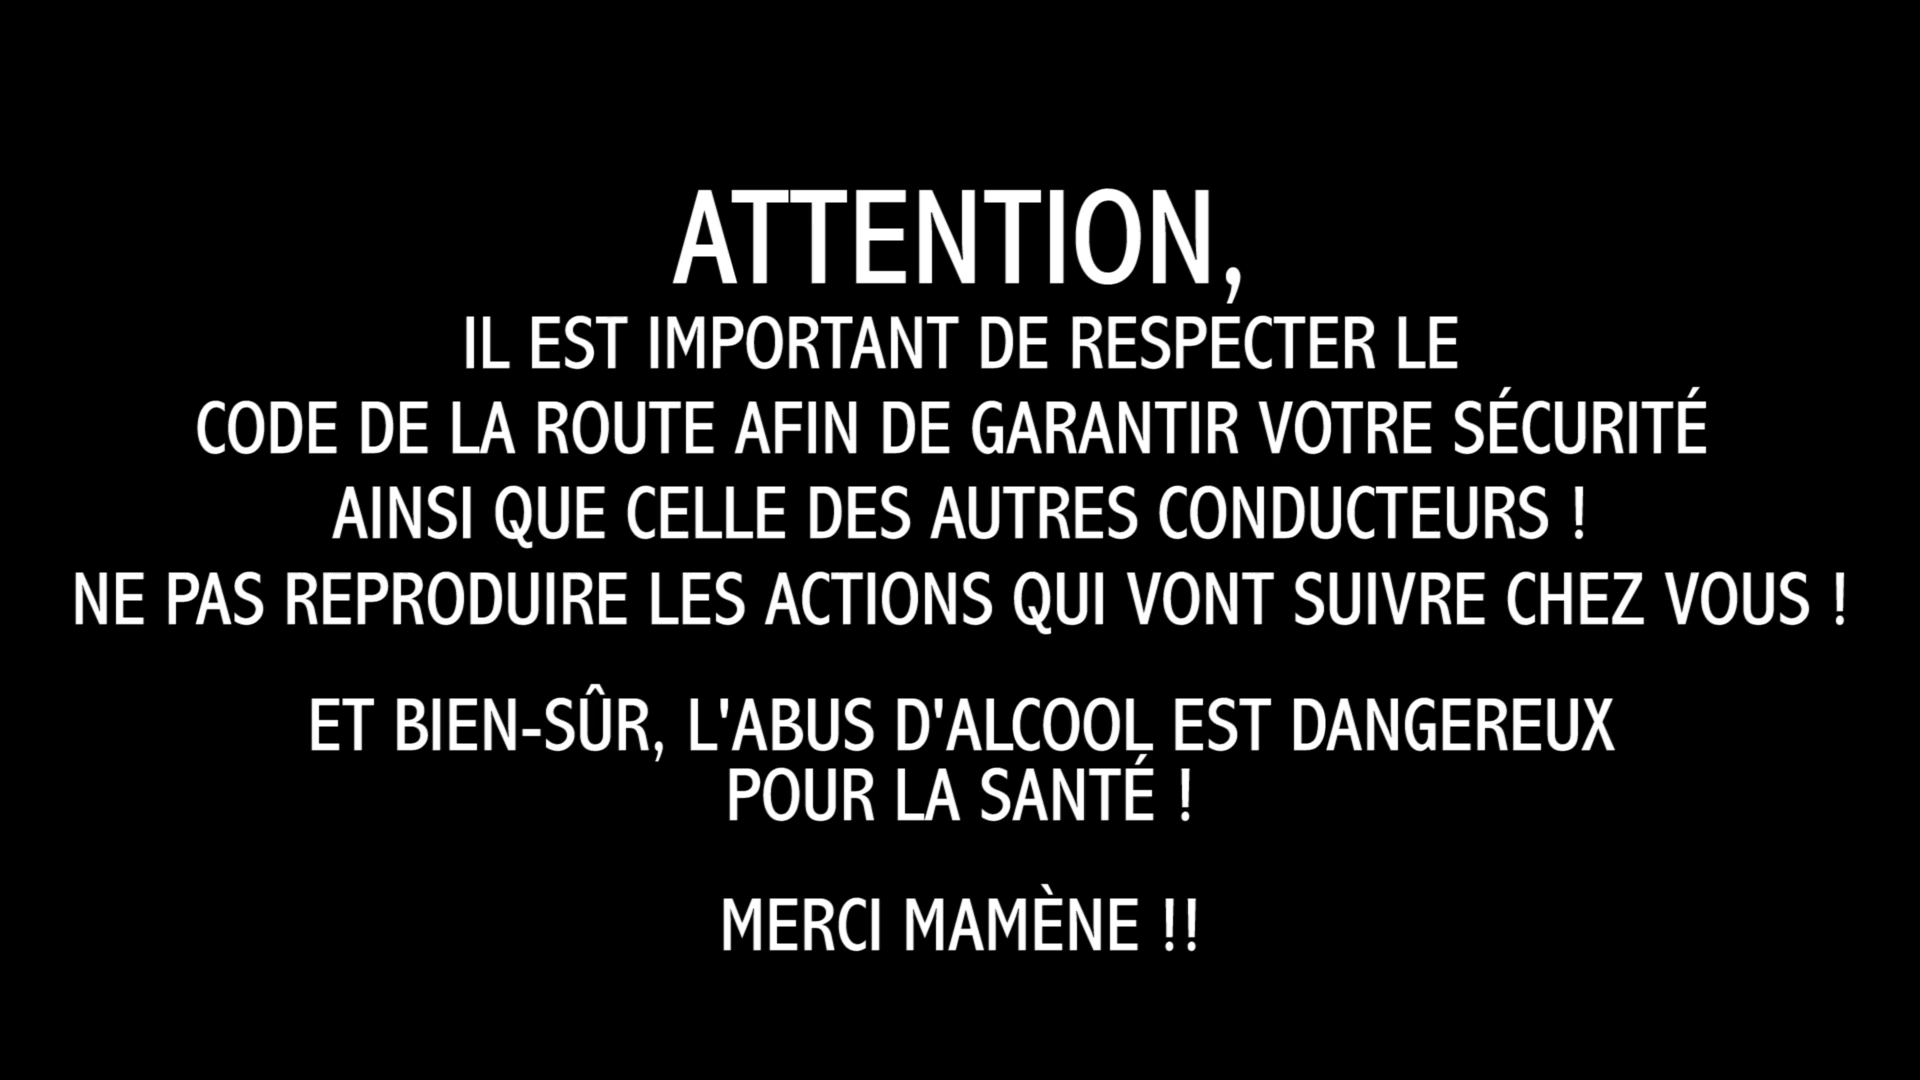 ATTENTION,
IL EST IMPORTANT DE RESPECTER LE
CODE DE LA ROUTE AFIN DE GARANTIR VOTRE SÉCURITÉ
AINSI QUE CELLE DES AUTRES CONDUCTEURS !
NE PAS REPRODUIRE LES ACTIONS QUI VONT SUIVRE CHEZ VOUS !
ET BIEN-SÛR, L'ABUS D'ALCOOL EST DANGEREUX
POUR LA SANTÉ !
MERCI MAMÈNE !!